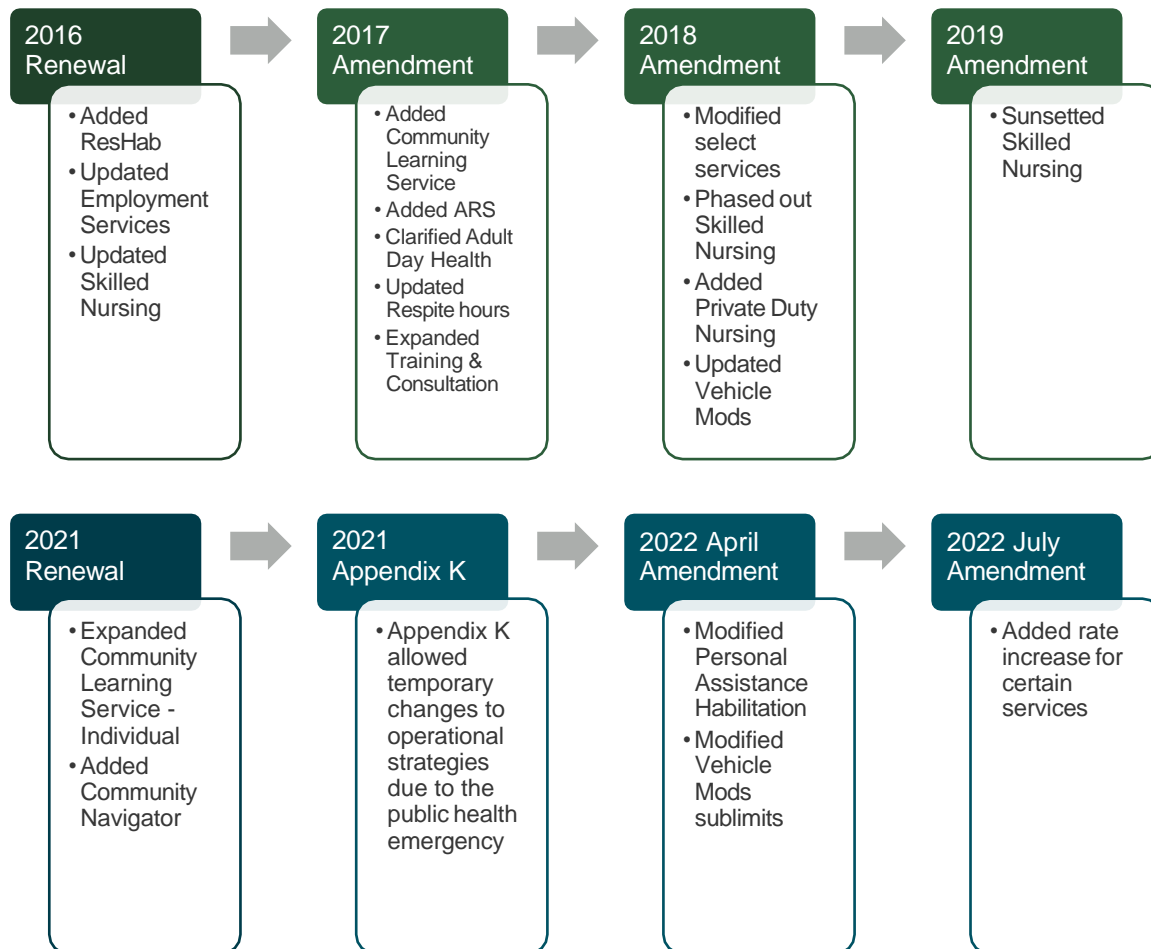 2016
Renewal
• Added
ResHab
• Updated
Employment
Services
• Updated
Skilled
Nursing
2017
Amendment
• Added
Community
Learning
Service
• Added ARS
• Clarified Adult
Day Health
• Updated
Respite hours
• Expanded
Training &
Consultation
2018
Amendment
• Modified
select
services
• Phased out
Skilled
Nursing
• Added
Private Duty
Nursing
• Updated
Vehicle
Mods
2019
Amendment
• Sunsetted
Skilled
Nursing
2021
Renewal
• Expanded
Community
Learning
Service -
Individual
• Added
Community
Navigator
2021
Appendix K
• Appendix K
allowed
temporary
changes to
operational
strategies
due to the
public health
emergency
2022 April
Amendment
• Modified
Personal
Assistance
Habilitation
• Modified
Vehicle
Mods
sublimits
2022 July
Amendment
• Added rate
increase for
certain
services